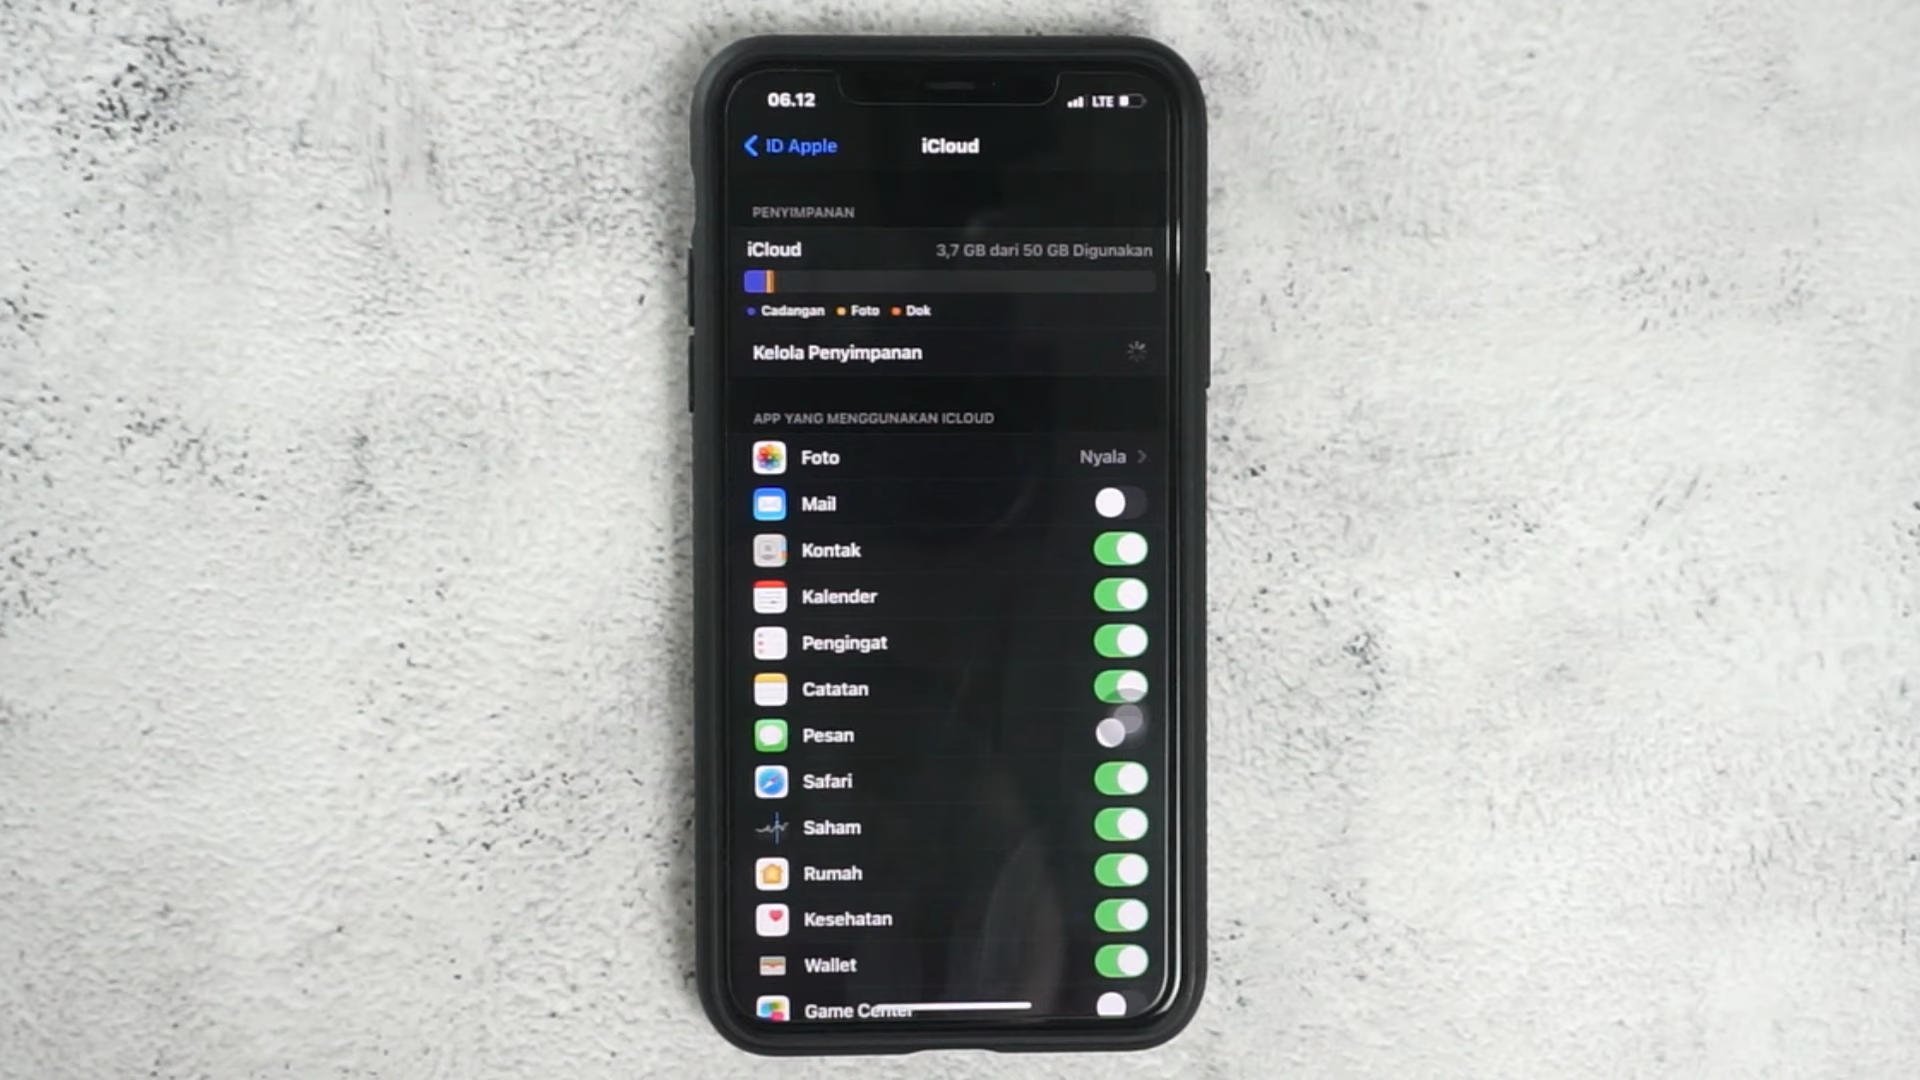 06.12 LTE
ID Apple iCloud
PENYIMPANAN
iCloud 3,7 GB dari 50 GB Digunakan
Cadangan Foto Dok
Kelola Penyimpanan
APP YANG MENGGUNAKAN ICLOUD
Foto Nyala
Mail
Kontak
Kalender
Pengingat
Catatan
Pesan
Safari
Saham
Rumah
Kesehatan
Wallet
Game Center